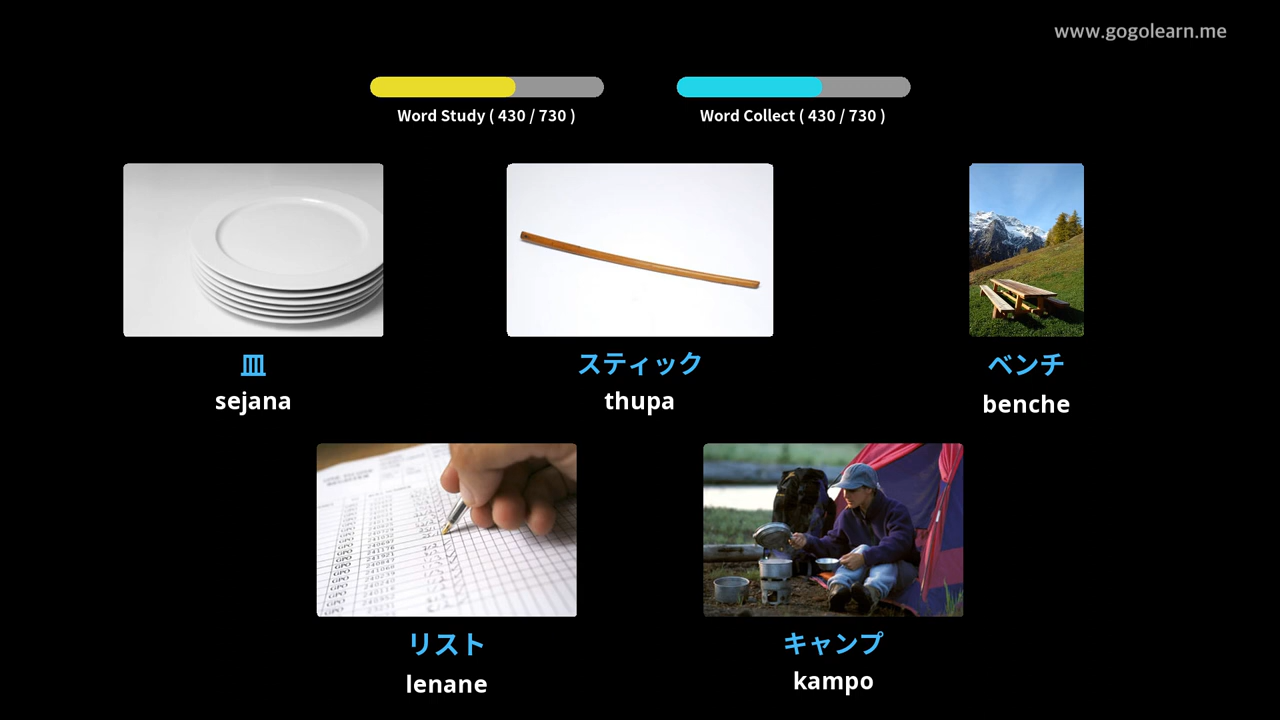 www.gogolearn.me
Word Study ( 430 / 730 )
Word Collect ( 430 / 730 )
皿
sejana
スティック
thupa
ベンチ
benche
リスト
lenane
キャンプ
kampo